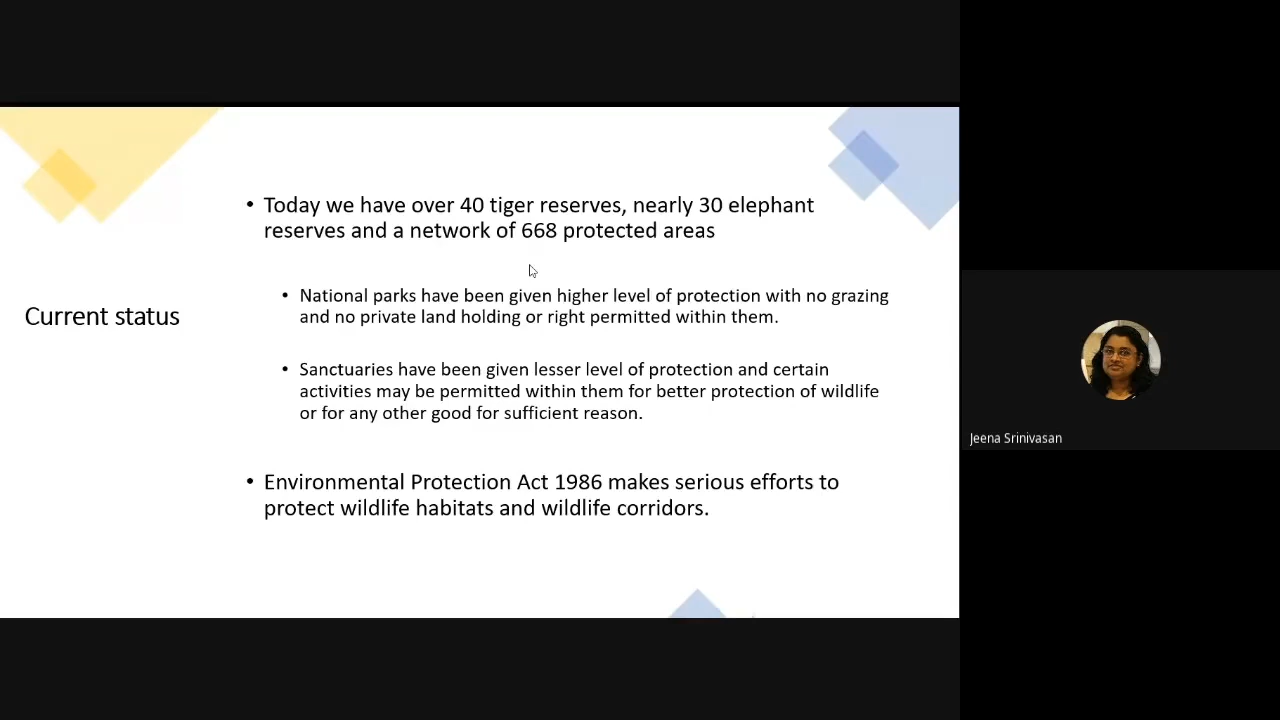 Current status
• Today we have over 40 tiger reserves, nearly 30 elephant
reserves and a network of 668 protected areas
• National parks have been given higher level of protection with no grazing
and no private land holding or right permitted within them.
• Sanctuaries have been given lesser level of protection and certain
activities may be permitted within them for better protection of wildlife
or for any other good for sufficient reason.
• Environmental Protection Act 1986 makes serious efforts to
protect wildlife habitats and wildlife corridors.
Jeena Srinivasan